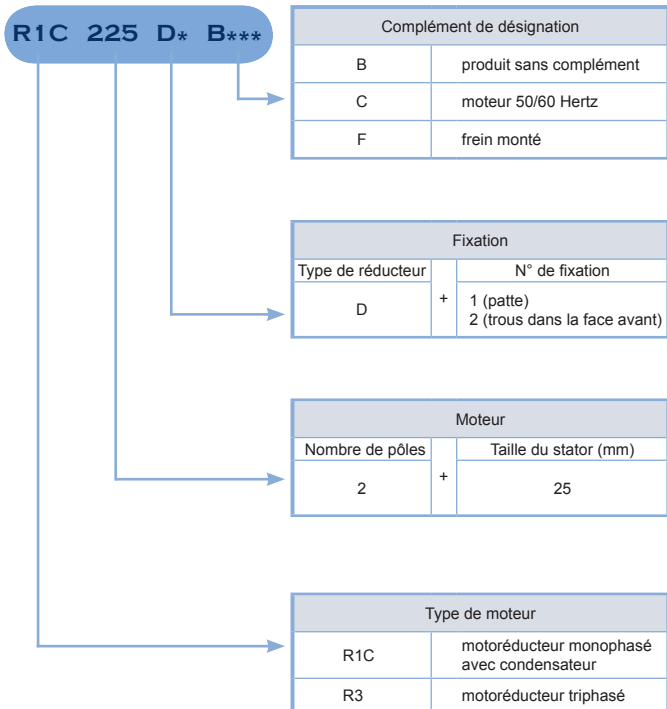 R1C 225 D* B***
Complément de désignation
B produit sans complément
C moteur 50/60 Hertz
F frein monté
Fixation
Type de réducteur + N° de fixation
D 1 (patte)
2 (trous dans la face avant)
Moteur
Nombre de pôles + Taille du stator (mm)
2 25
Type de moteur
R1C motoréducteur monophasé
avec condensateur
R3 motoréducteur triphasé